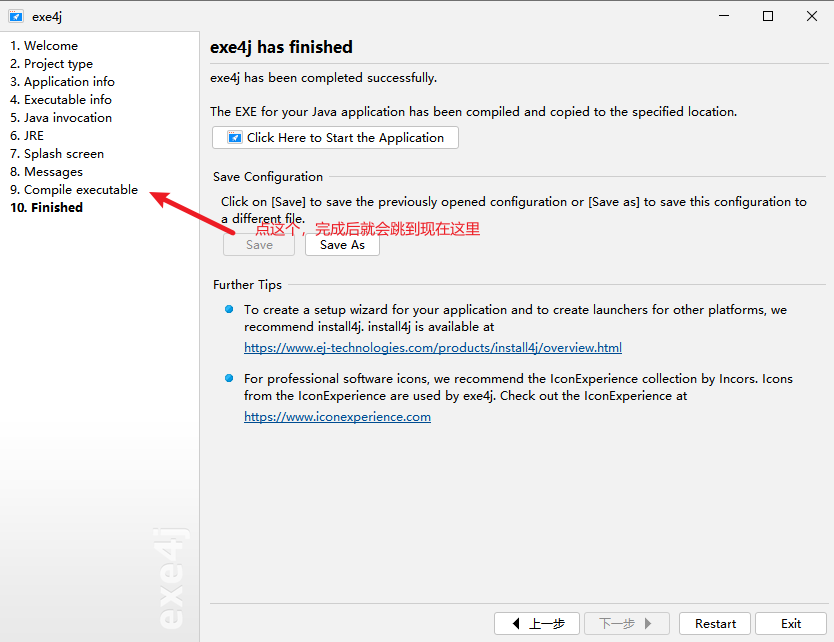 exe4j
1. Welcome
2. Project type
3. Application info
4. Executable info
5. Java invocation
6. JRE
7. Splash screen
8. Messages
9. Compile executable
10. Finished
exe4j
exe4j has finished
exe4j has been completed successfully.
The EXE for your Java application has been compiled and copied to the specified location.
Click Here to Start the Application
Save Configuration
Click on [Save] to save the previously opened configuration or [Save as] to save this configuration to
a different file.
点这个，完成后就会跳到现在这里
Save
Save As
Further Tips
To create a setup wizard for your application and to create launchers for other platforms, we
recommend install4j. install4j is available at
https://www.ej-technologies.com/products/install4j/overview.html
For professional software icons, we recommend the IconExperience collection by Incors. Icons
from the IconExperience are used by exe4j. Check out the IconExperience at
https://www.iconexperience.com
上一步
下一步
Restart
Exit